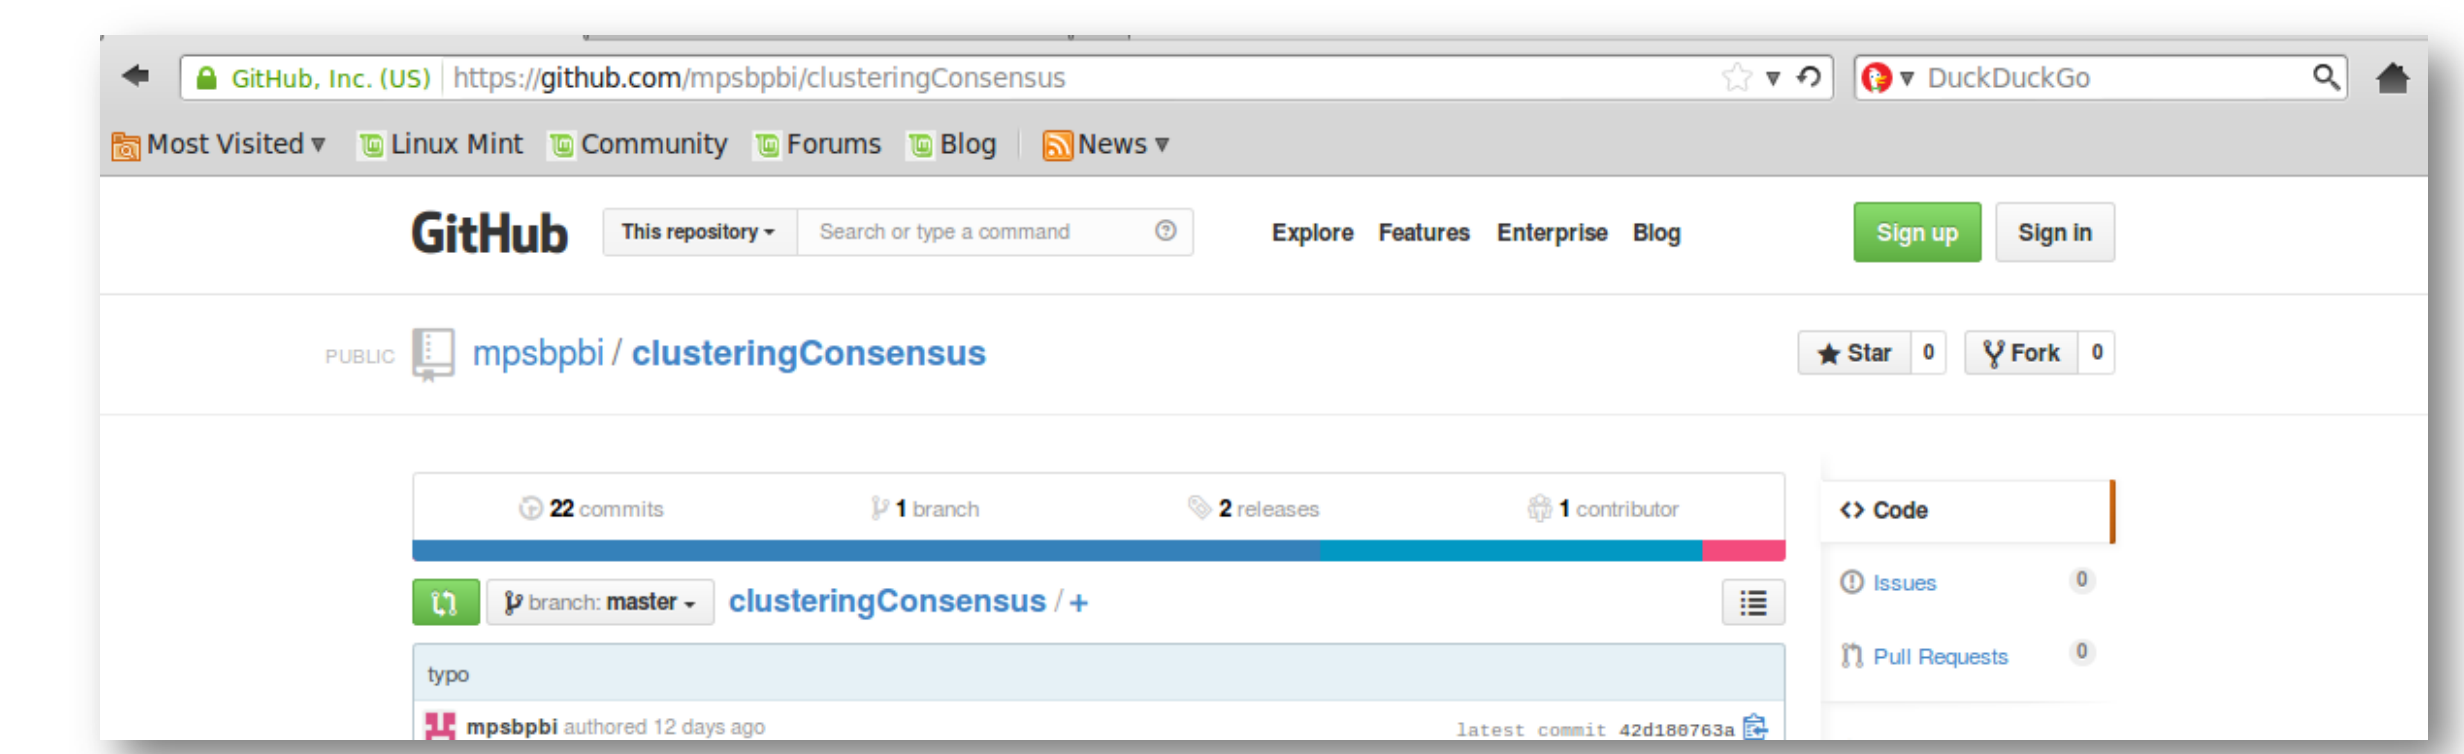 GitHub, Inc. (US) https://github.com/mpsbpbi/clusteringConsensus DuckDuckGo
Most Visited Linux Mint Community Forums Blog News
GitHub This repository Search or type a command Explore Features Enterprise Blog Sign up Sign in
PUBLIC mpsbpbi / clusteringConsensus Star 0 Fork 0
22 commits 1 branch 2 releases 1 contributor
Code
branch: master clusteringConsensus / +
Issues 0
typo
Pull Requests 0
mpsbpbi authored 12 days ago latest commit 42d180763a